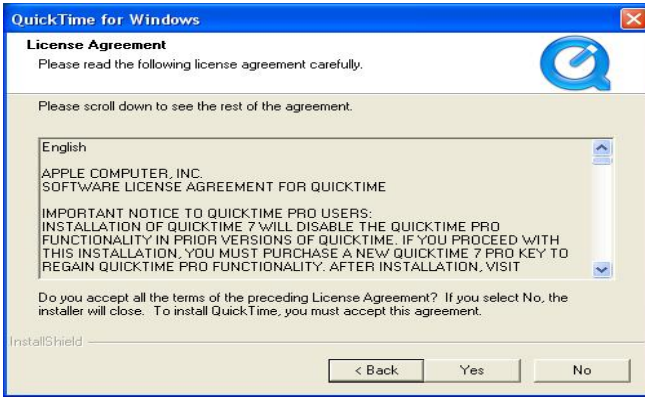 QuickTime for Windows
License Agreement
Please read the following license agreement carefully.
Please scroll down to see the rest of the agreement.
English
APPLE COMPUTER, INC.
SOFTWARE LICENSE AGREEMENT FOR QUICKTIME
IMPORTANT NOTICE TO QUICKTIME PRO USERS:
INSTALLATION OF QUICKTIME 7 WILL DISABLE THE QUICKTIME PRO
FUNCTIONALITY IN PRIOR VERSIONS OF QUICKTIME. IF YOU PROCEED WITH
THIS INSTALLATION, YOU MUST PURCHASE A NEW QUICKTIME 7 PRO KEY TO
REGAIN QUICKTIME PRO FUNCTIONALITY. AFTER INSTALLATION, VISIT
Do you accept all the terms of the preceding License Agreement? If you select No, the
installer will close. To install QuickTime, you must accept this agreement.
InstallShield
< Back Yes No